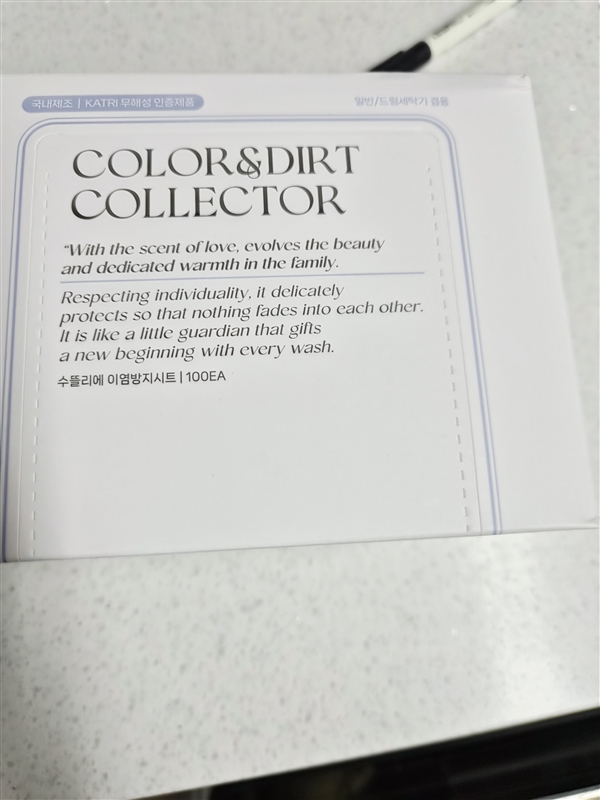 국내제조 | KATRI 무해성 인증제품
일반/드럼세탁기 겸용
COLOR&DIRT
COLLECTOR
"With the scent of love, evolves the beauty
and dedicated warmth in the family.
Respecting individuality, it delicately
protects so that nothing fades into each other.
It is like a little guardian that gifts
a new beginning with every wash.
수뜰리에 이염방지시트 | 100EA